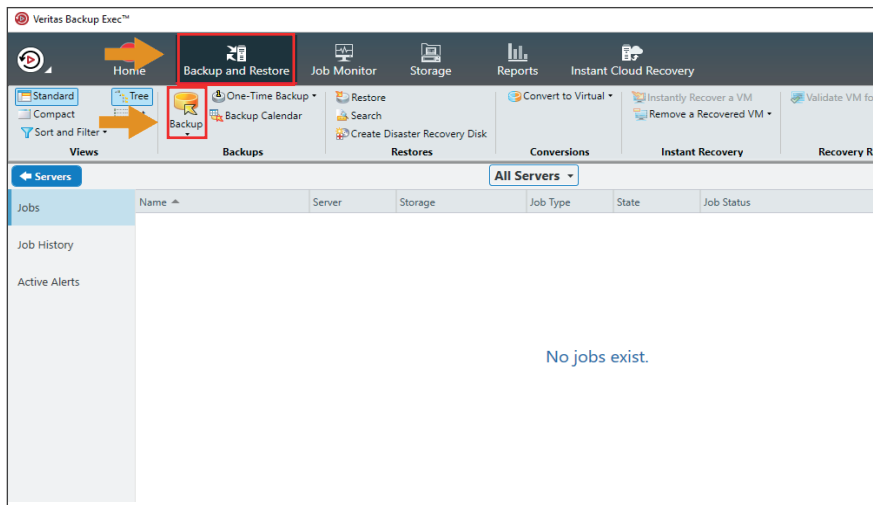 Veritas Backup Exec™
Home
Backup and Restore
Job Monitor
Storage
Reports
Instant Cloud Recovery
Standard
Tree
Compact
Sort and Filter
Views
Backup
One-Time Backup
Backup Calendar
Backups
Restore
Search
Create Disaster Recovery Disk
Restores
Convert to Virtual
Conversions
Instantly Recover a VM
Remove a Recovered VM
Instant Recovery
Validate VM fo
Recovery R
Servers
All Servers
Jobs
Job History
Active Alerts
Name Server Storage Job Type State Job Status
No jobs exist.